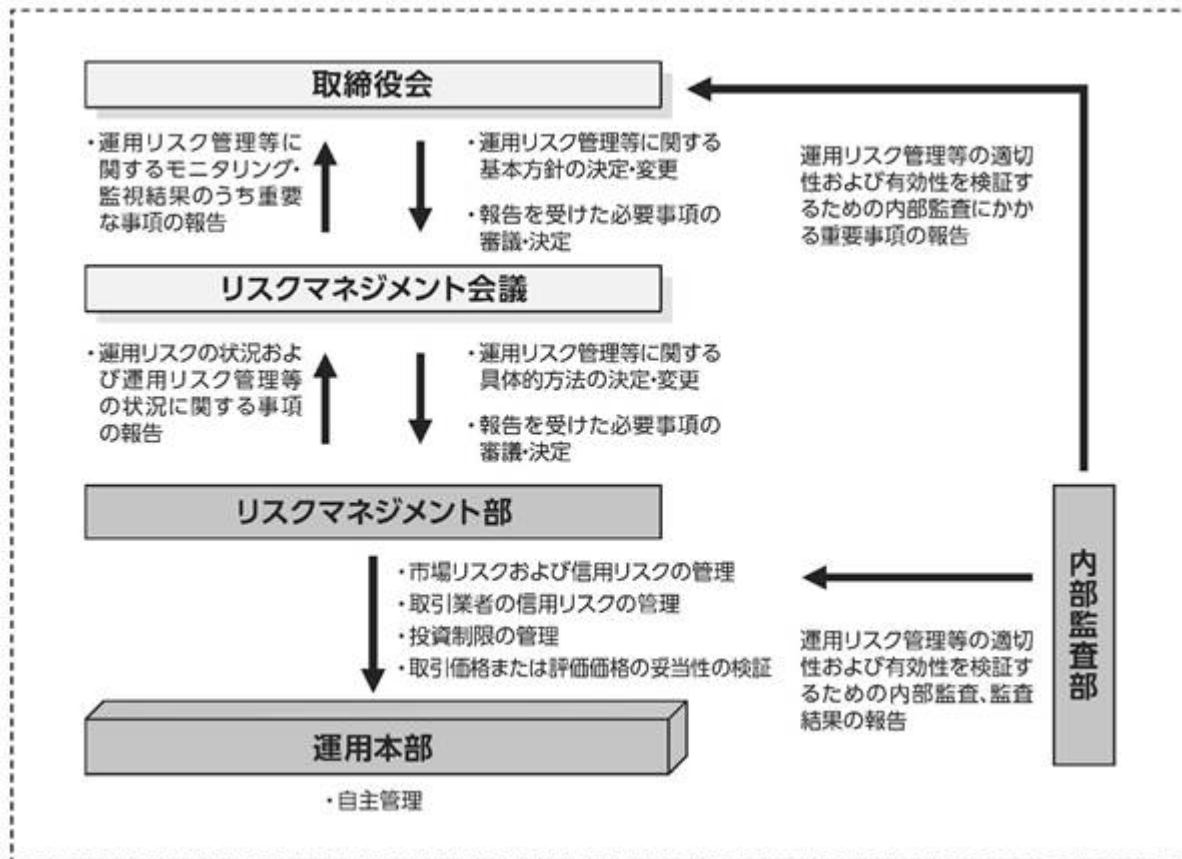 取締役会
・運用リスク管理等に
関するモニタリング・
監視結果のうち重要
な事項の報告
・運用リスク管理等に関する
基本方針の決定・変更
・報告を受けた必要事項の
審議・決定
運用リスク管理等の適切
性および有効性を検証す
るための内部監査にかか
る重要事項の報告
リスクマネジメント会議
・運用リスクの状況およ
び運用リスク管理等
の状況に関する事項
の報告
・運用リスク管理等に関する
具体的方法の決定・変更
・報告を受けた必要事項の
審議・決定
リスクマネジメント部
・市場リスクおよび信用リスクの管理
・取引業者の信用リスクの管理
・投資制限の管理
・取引価格または評価価格の妥当性の検証
運用リスク管理等の適切
性および有効性を検証す
るための内部監査、監査
結果の報告
内部監査部
運用本部
・自主管理